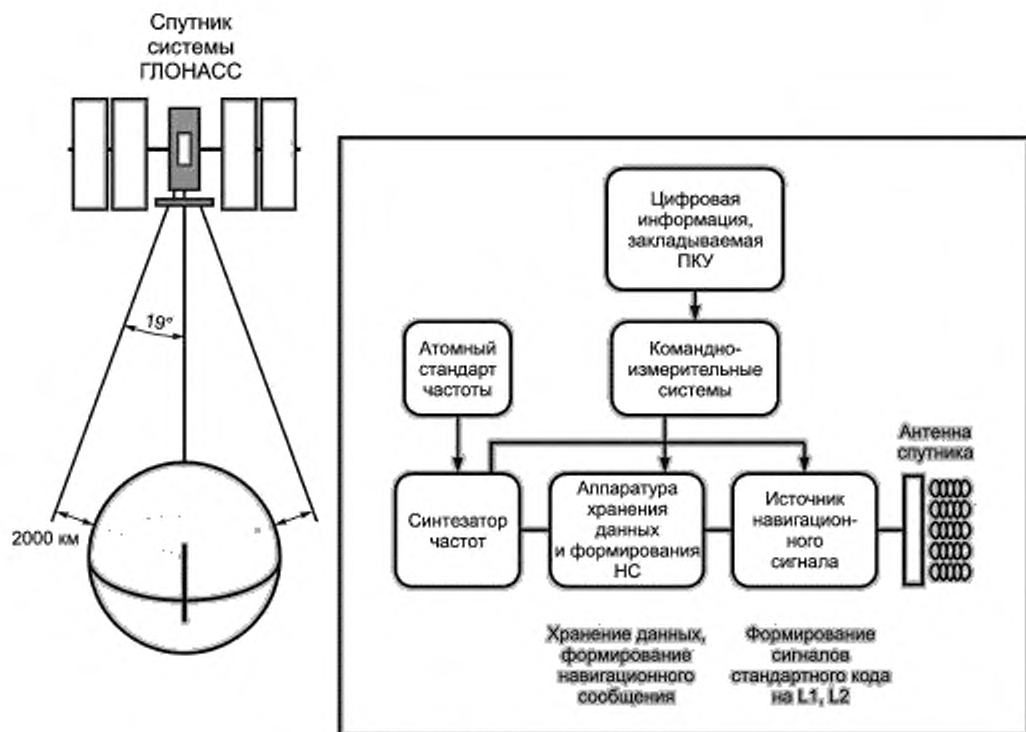 Спутник
системы
ГЛОНАСС
19°
2000 км
Цифровая
информация,
закладываемая
ПКУ
Атомный
стандарт
частоты
Командно-
измерительные
системы
Антенна
спутника
Синтезатор
частот
Аппаратура
хранения
данных
и формирования
НС
Источник
навигацион-
ного
сигнала
Хранение данных,
формирование
навигационного
сообщения
Формирование
сигналов
стандартного кода
на L1, L2